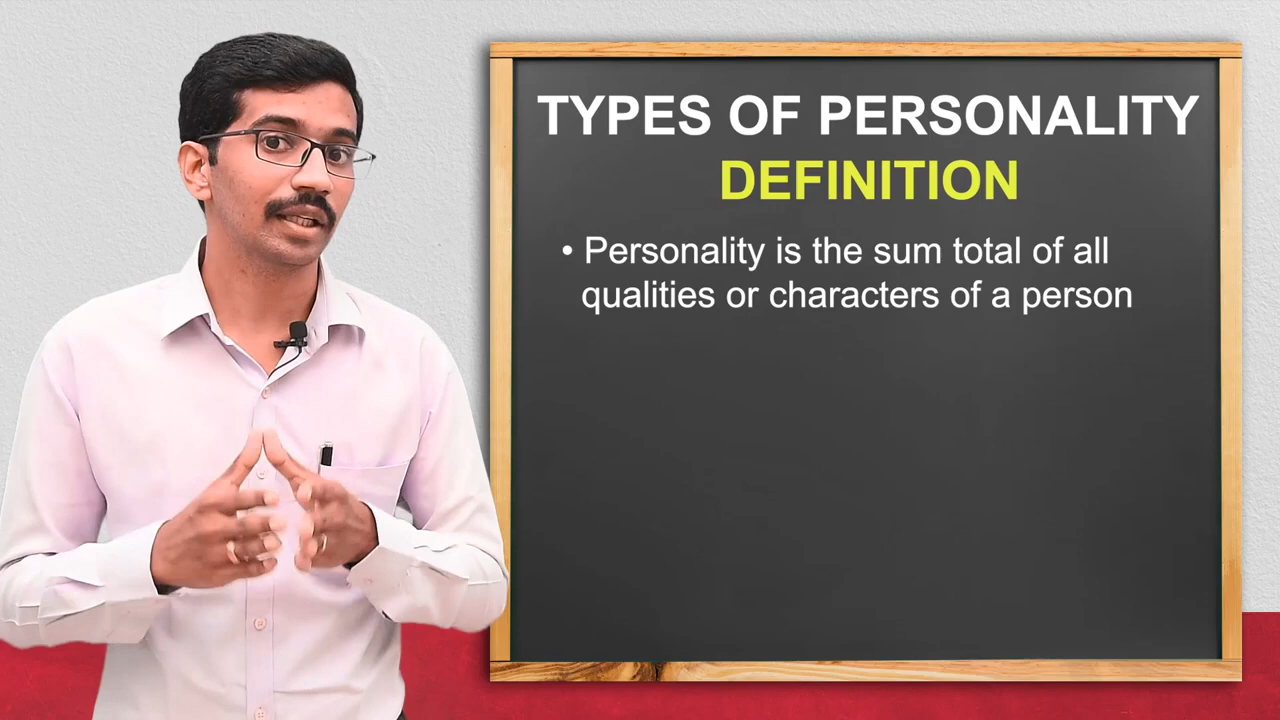 TYPES OF PERSONALITY
DEFINITION
• Personality is the sum total of all
qualities or characters of a person